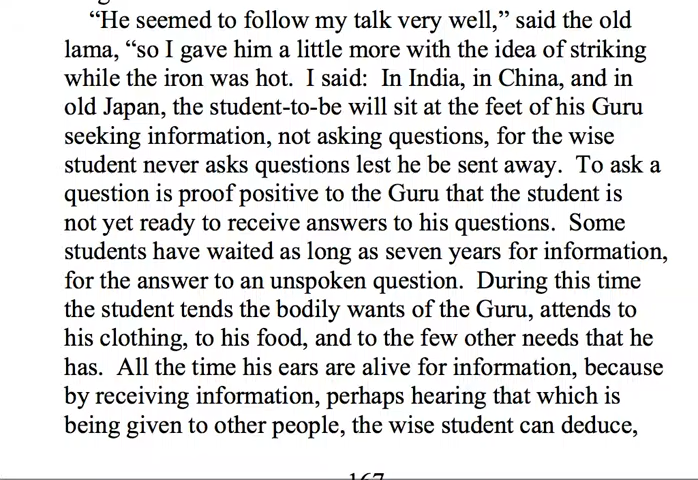 “He seemed to follow my talk very well,” said the old
lama, “so I gave him a little more with the idea of striking
while the iron was hot.  I said:  In India, in China, and in
old Japan, the student-to-be will sit at the feet of his Guru
seeking information, not asking questions, for the wise
student never asks questions lest he be sent away.  To ask a
question is proof positive to the Guru that the student is
not yet ready to receive answers to his questions.  Some
students have waited as long as seven years for information,
for the answer to an unspoken question.  During this time
the student tends the bodily wants of the Guru, attends to
his clothing, to his food, and to the few other needs that he
has.  All the time his ears are alive for information, because
by receiving information, perhaps hearing that which is
being given to other people, the wise student can deduce,
167